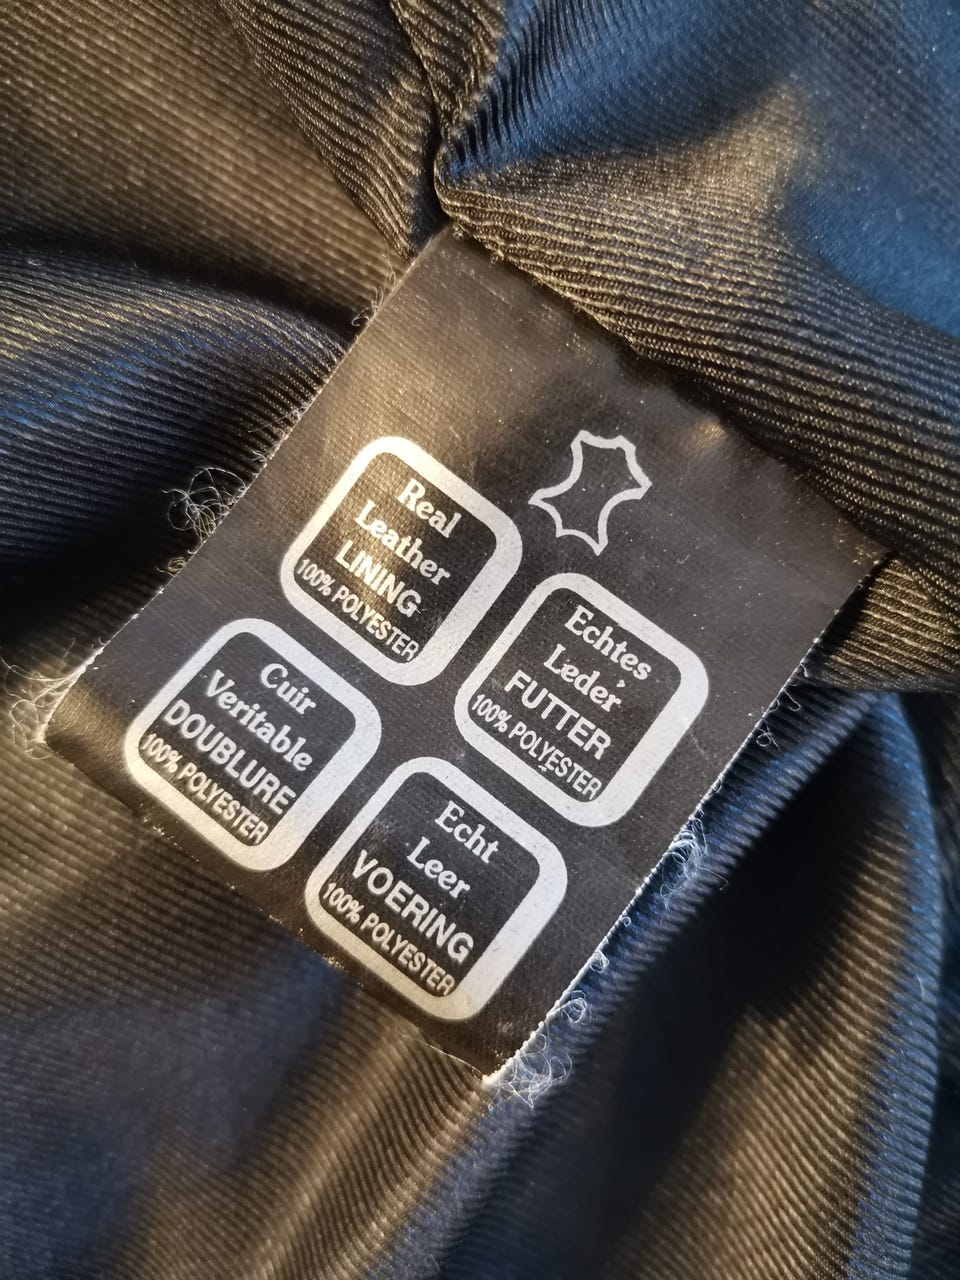 Real
Leather
LINING
100% POLYESTER
Echtes
Leder
FUTTER
100% POLYESTER
Cuir
Veritable
DOUBLURE
100% POLYESTER
Echt
Leer
VOERING
100% POLYESTER